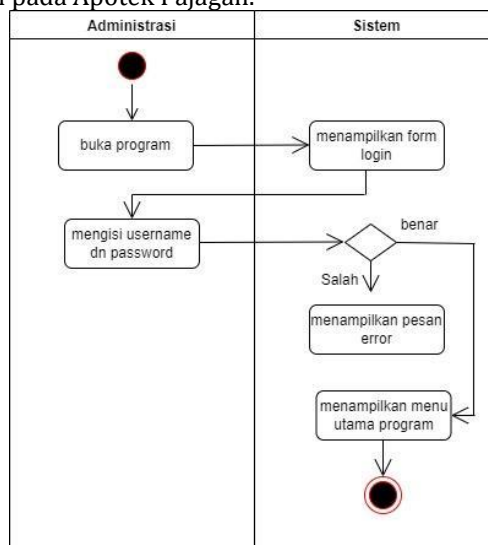 pada Apotek Pajagan.
Administrasi
Sistem
buka program
menampilkan form
login
mengisi username
dn password
benar
Salah
menampilkan pesan
error
menampilkan menu
utama program